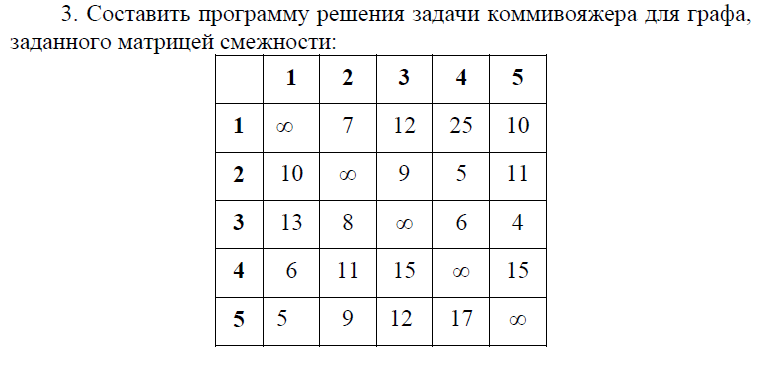 3. Составить программу решения задачи коммивояжера для графа,
заданного матрицей смежности:
1 2 3 4 5
1 ∞ 7 12 25 10
2 10 ∞ 9 5 11
3 13 8 ∞ 6 4
4 6 11 15 ∞ 15
5 5 9 12 17 ∞